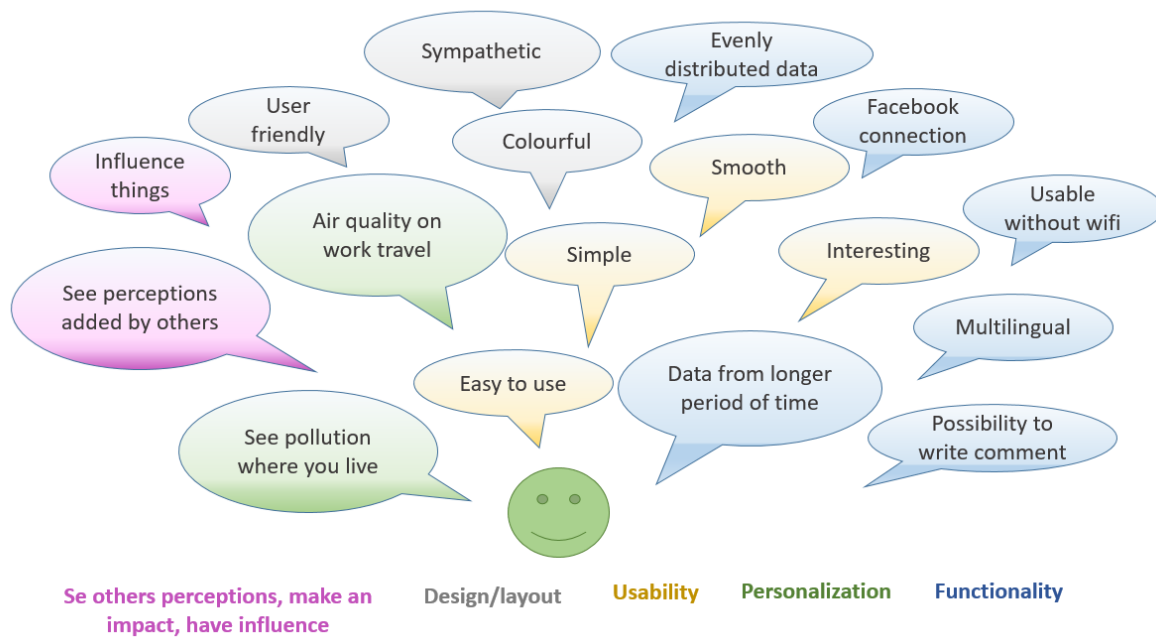 Sympathetic
Evenly
distributed data
User
friendly
Colourful
Facebook
connection
Influence
things
Smooth
Air quality on
work travel
Usable
without wifi
Simple
Interesting
See perceptions
added by others
Multilingual
Easy to use
Data from longer
period of time
See pollution
where you live
Possibility to
write comment
Se others perceptions, make an
impact, have influence
Design/layout
Usability
Personalization
Functionality